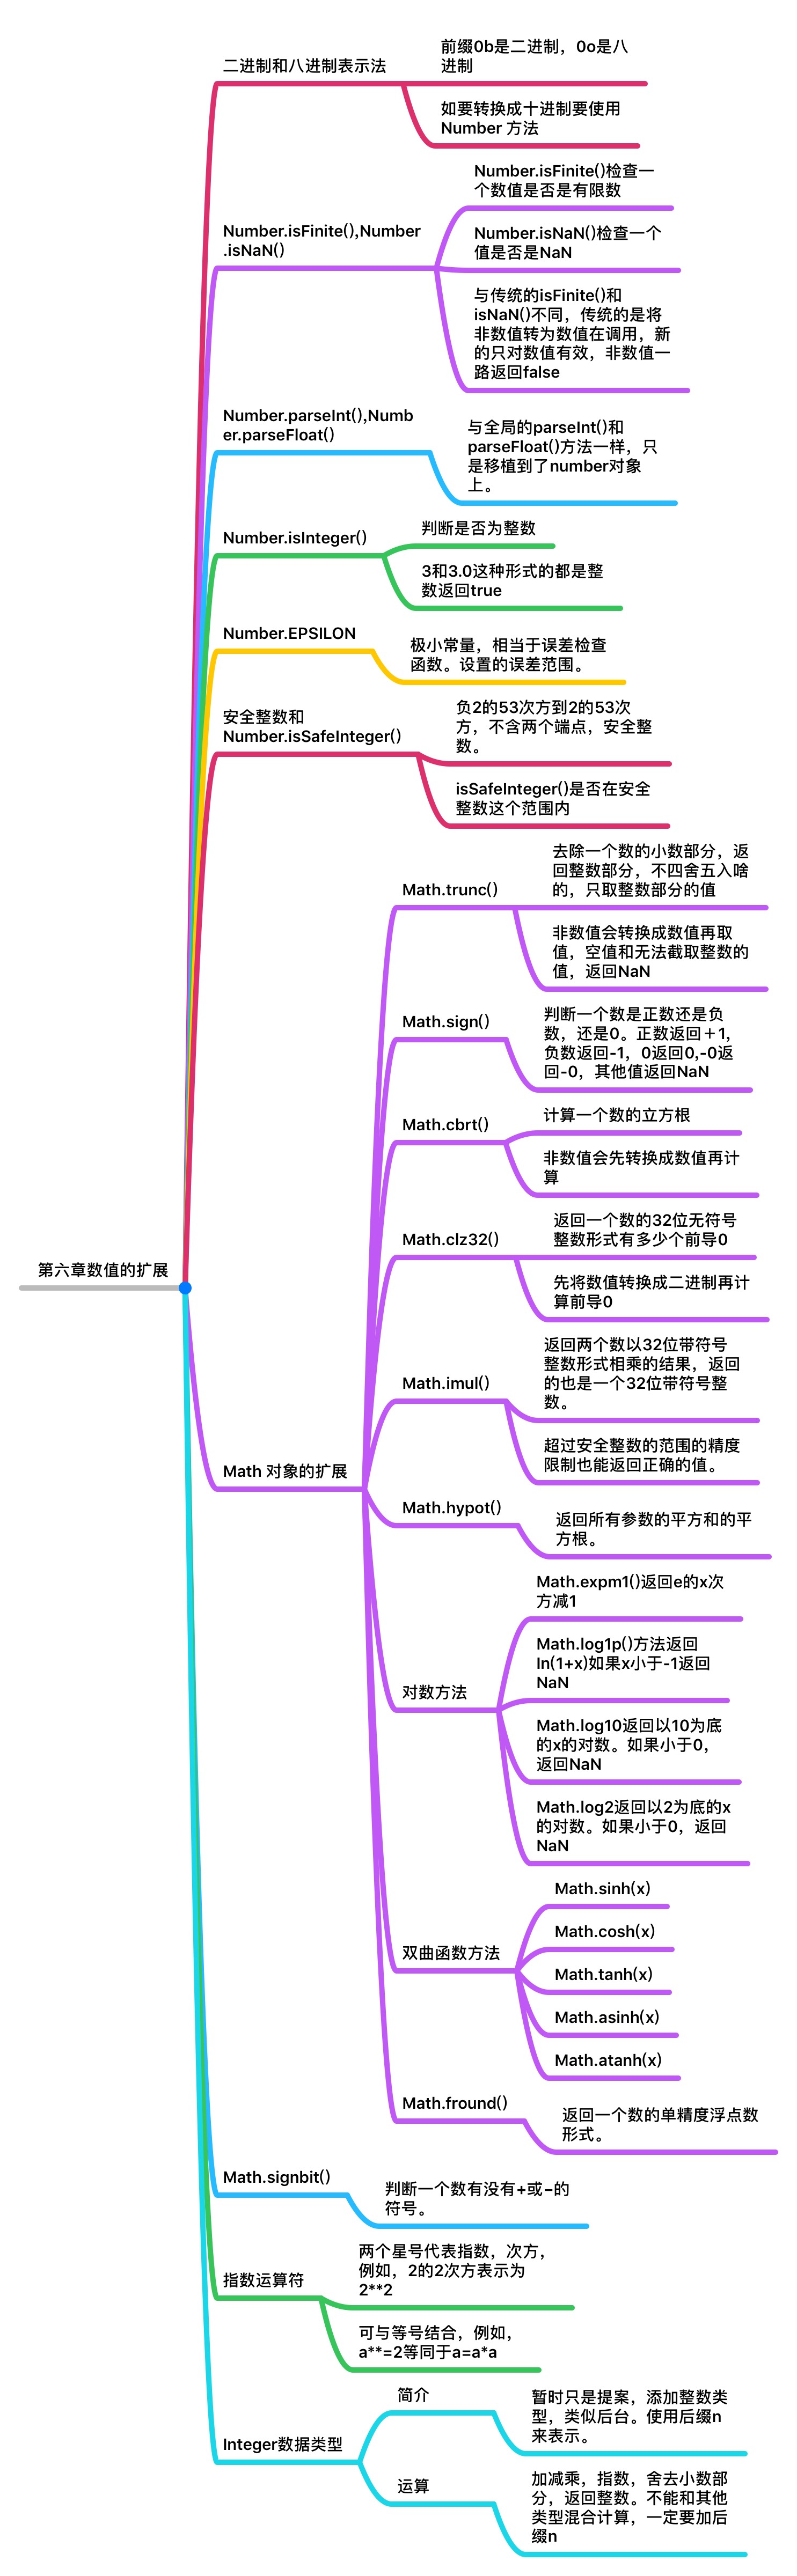 二进制和八进制表示法
前缀0b是二进制，0o是八
进制
如要转换成十进制要使用
Number 方法
Number.isFinite(),Number
.isNaN()
Number.isFinite()检查一
个数值是否是有限数
Number.isNaN()检查一个
值是否是NaN
与传统的isFinite()和
isNaN()不同，传统的是将
非数值转为数值在调用，新
的只对数值有效，非数值一
路返回false
Number.parseInt(),Numb
er.parseFloat()
与全局的parseInt()和
parseFloat()方法一样，只
是移植到了number对象
上。
Number.isInteger()
判断是否为整数
3和3.0这种形式的都是整
数返回true
Number.EPSILON
极小常量，相当于误差检查
函数。设置的误差范围。
安全整数和
Number.isSafeInteger()
负2的53次方到2的53次
方，不含两个端点，安全整
数。
isSafeInteger()是否在安全
整数这个范围内
第六章数值的扩展
Math 对象的扩展
Math.trunc()
去除一个数的小数部分，返
回整数部分，不四舍五入啥
的，只取整数部分的值
非数值会转换成数值再取
值，空值和无法截取整数的
值，返回NaN
Math.sign()
判断一个数是正数还是负
数，还是0。正数返回＋1，
负数返回-1，0返回0,-0返
回-0，其他值返回NaN
Math.cbrt()
计算一个数的立方根
非数值会先转换成数值再计
算
Math.clz32()
返回一个数的32位无符号
整数形式有多少个前导0
先将数值转换成二进制再计
算前导0
Math.imul()
返回两个数以32位带符号
整数形式相乘的结果，返回
的也是一个32位带符号整
数。
超过安全整数的范围的精度
限制也能返回正确的值。
Math.hypot()
返回所有参数的平方和的平
方根。
对数方法
Math.expm1()返回e的x次
方减1
Math.log1p()方法返回
ln(1+x)如果x小于-1返回
NaN
Math.log10返回以10为底
的x的对数。如果小于0，
返回NaN
Math.log2返回以2为底的x
的对数。如果小于0，返回
NaN
双曲函数方法
Math.sinh(x)
Math.cosh(x)
Math.tanh(x)
Math.asinh(x)
Math.atanh(x)
Math.fround()
返回一个数的单精度浮点数
形式。
Math.signbit()
判断一个数有没有+或–的
符号。
指数运算符
两个星号代表指数，次方，
例如，2的2次方表示为
2**2
可与等号结合，例如，
a**=2等同于a=a*a
Integer数据类型
简介
暂时只是提案，添加整数类
型，类似后台。使用后缀n
来表示。
运算
加减乘，指数，舍去小数部
分，返回整数。不能和其他
类型混合计算，一定要加后
缀n